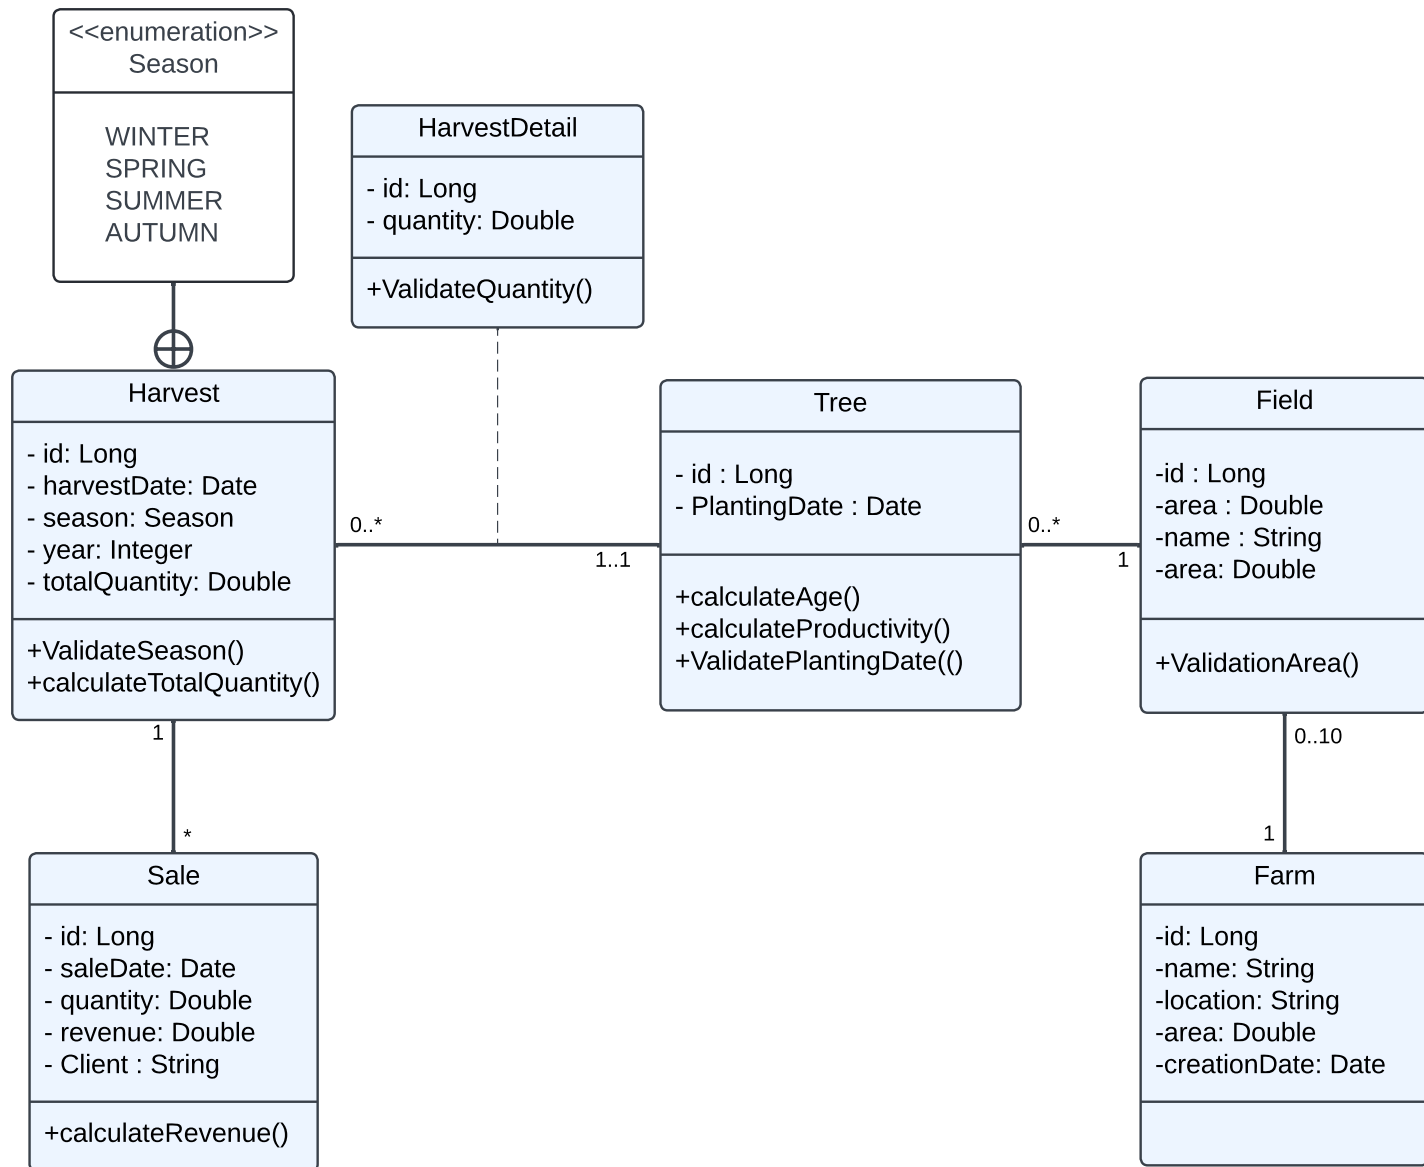 <<enumeration>>
Season
WINTER
SPRING
SUMMER
AUTUMN
HarvestDetail
- id: Long
- quantity: Double
+ValidateQuantity()
Harvest
- id: Long
- harvestDate: Date
- season: Season
- year: Integer
- totalQuantity: Double
+ValidateSeason()
+calculateTotalQuantity()
0..*
1..1
Tree
- id : Long
- PlantingDate : Date
+calculateAge()
+calculateProductivity()
+ValidatePlantingDate(()
0..*
1
Field
-id : Long
-area : Double
-name : String
-area: Double
+ValidationArea()
1
*
0..10
1
Sale
- id: Long
- saleDate: Date
- quantity: Double
- revenue: Double
- Client : String
+calculateRevenue()
Farm
-id: Long
-name: String
-location: String
-area: Double
-creationDate: Date